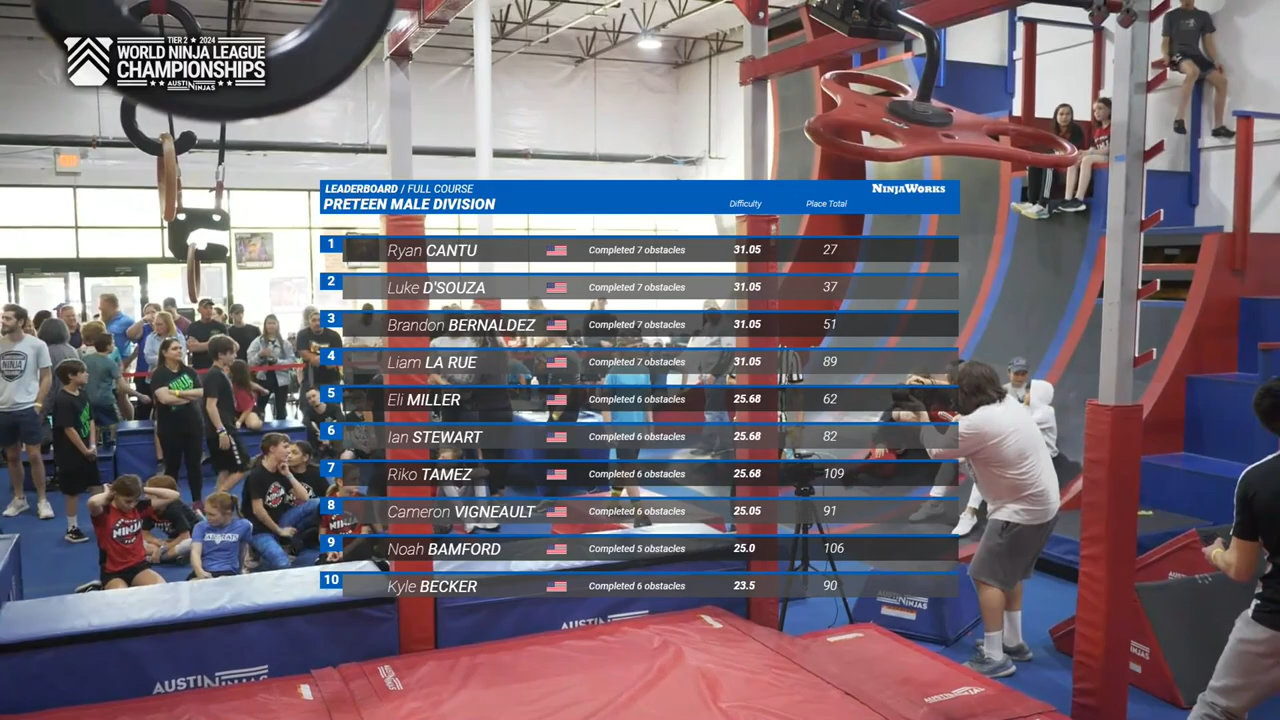 TIER 2 ★ 2024
WORLD NINJA LEAGUE
CHAMPIONSHIPS
AUSTIN NINJAS
LEADERBOARD / FULL COURSE
PRETEEN MALE DIVISION
Difficulty
Place Total
NINJAWORKS
1 Ryan CANTU Completed 7 obstacles 31.05 27
2 Luke D'SOUZA Completed 7 obstacles 31.05 37
3 Brandon BERNALDEZ Completed 7 obstacles 31.05 51
4 Liam LA RUE Completed 7 obstacles 31.05 89
5 Eli MILLER Completed 6 obstacles 25.68 62
6 Ian STEWART Completed 6 obstacles 25.68 82
7 Riko TAMEZ Completed 6 obstacles 25.68 109
8 Cameron VIGNEAULT Completed 6 obstacles 25.05 91
9 Noah BAMFORD Completed 5 obstacles 25.0 106
10 Kyle BECKER Completed 6 obstacles 23.5 90
NINJA
NINJA
AUSTIN NINJAS
AUSTIN NINJAS
AUSTIN NINJAS